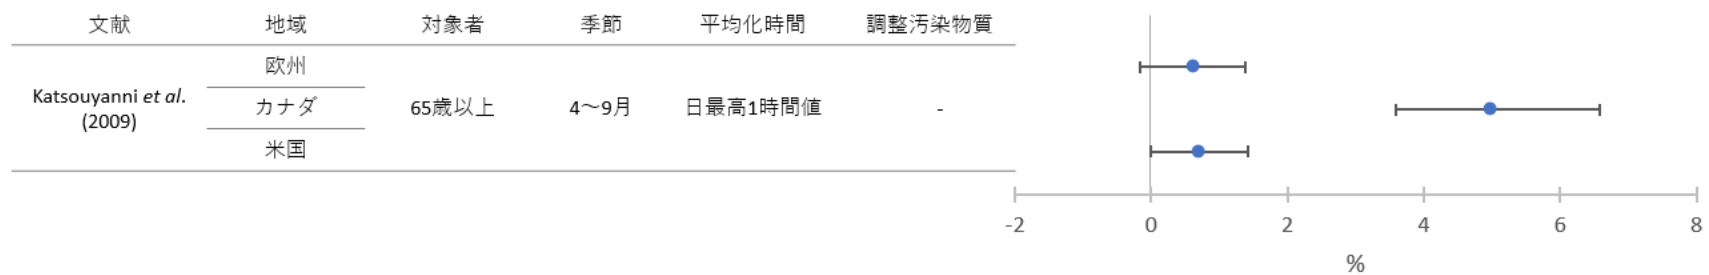 文献 地域 対象者 季節 平均化時間 調整汚染物質
欧州
Katsouyanni et al.
(2009)
カナダ 65歳以上 4～9月 日最高1時間値 -
米国
-2 0 2 4 6 8
%